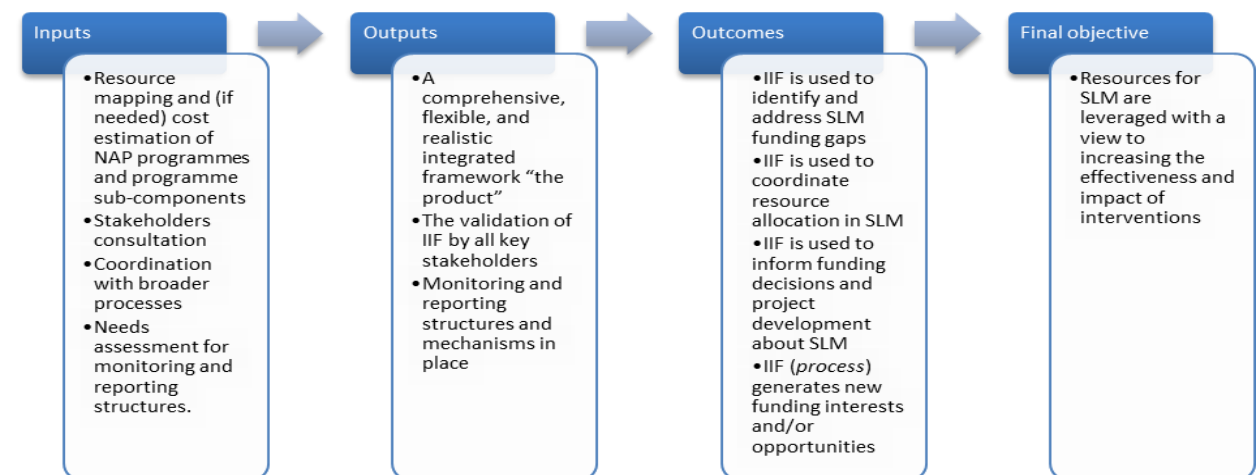 Inputs
•Resource
mapping and (if
needed) cost
estimation of
NAP programmes
and programme
sub-components
•Stakeholders
consultation
•Coordination
with broader
processes
•Needs
assessment for
monitoring and
reporting
structures.
Outputs
•A
comprehensive,
flexible, and
realistic
integrated
framework “the
product”
•The validation of
IIF by all key
stakeholders
•Monitoring and
reporting
structures and
mechanisms in
place
Outcomes
•IIF is used to
identify and
address SLM
funding gaps
•IIF is used to
coordinate
resource
allocation in SLM
•IIF is used to
inform funding
decisions and
project
development
about SLM
•IIF (process)
generates new
funding interests
and/or
opportunities
Final objective
•Resources for
SLM are
leveraged with a
view to
increasing the
effectiveness and
impact of
interventions